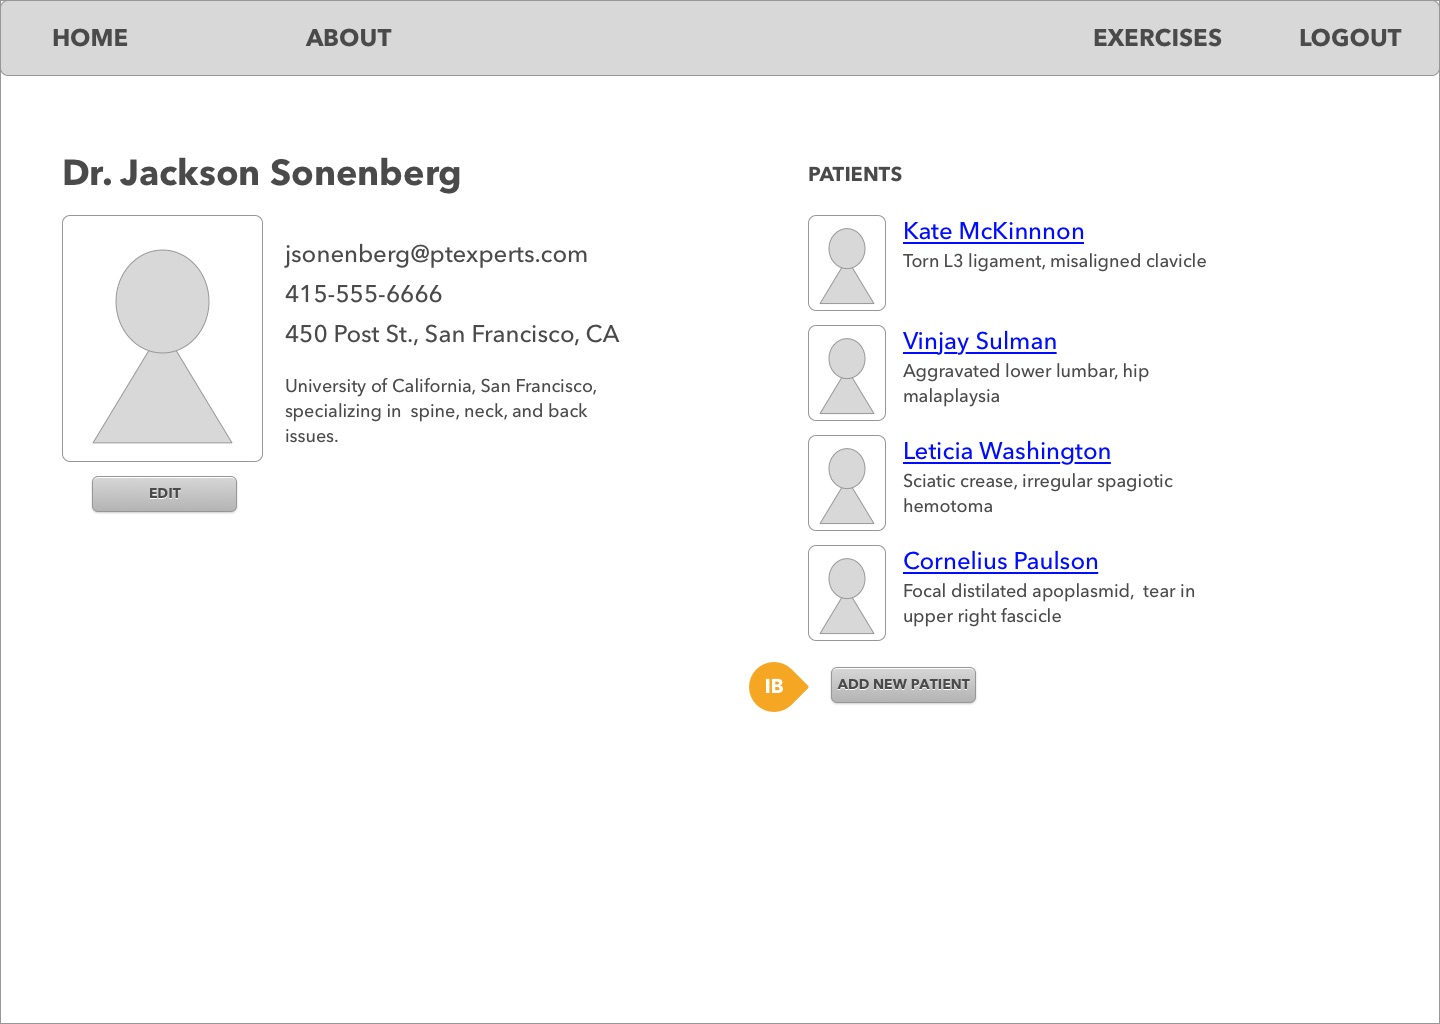 HOME
ABOUT
EXERCISES
LOGOUT
Dr. Jackson Sonenberg
jsonenberg@ptexperts.com
415-555-6666
450 Post St., San Francisco, CA
University of California, San Francisco,
specializing in  spine, neck, and back
issues.
EDIT
PATIENTS
Kate McKinnnon
Torn L3 ligament, misaligned clavicle
Vinjay Sulman
Aggravated lower lumbar, hip
malaplaysia
Leticia Washington
Sciatic crease, irregular spagiotic
hemotoma
Cornelius Paulson
Focal distilated apoplasmid,  tear in
upper right fascicle
IB
ADD NEW PATIENT